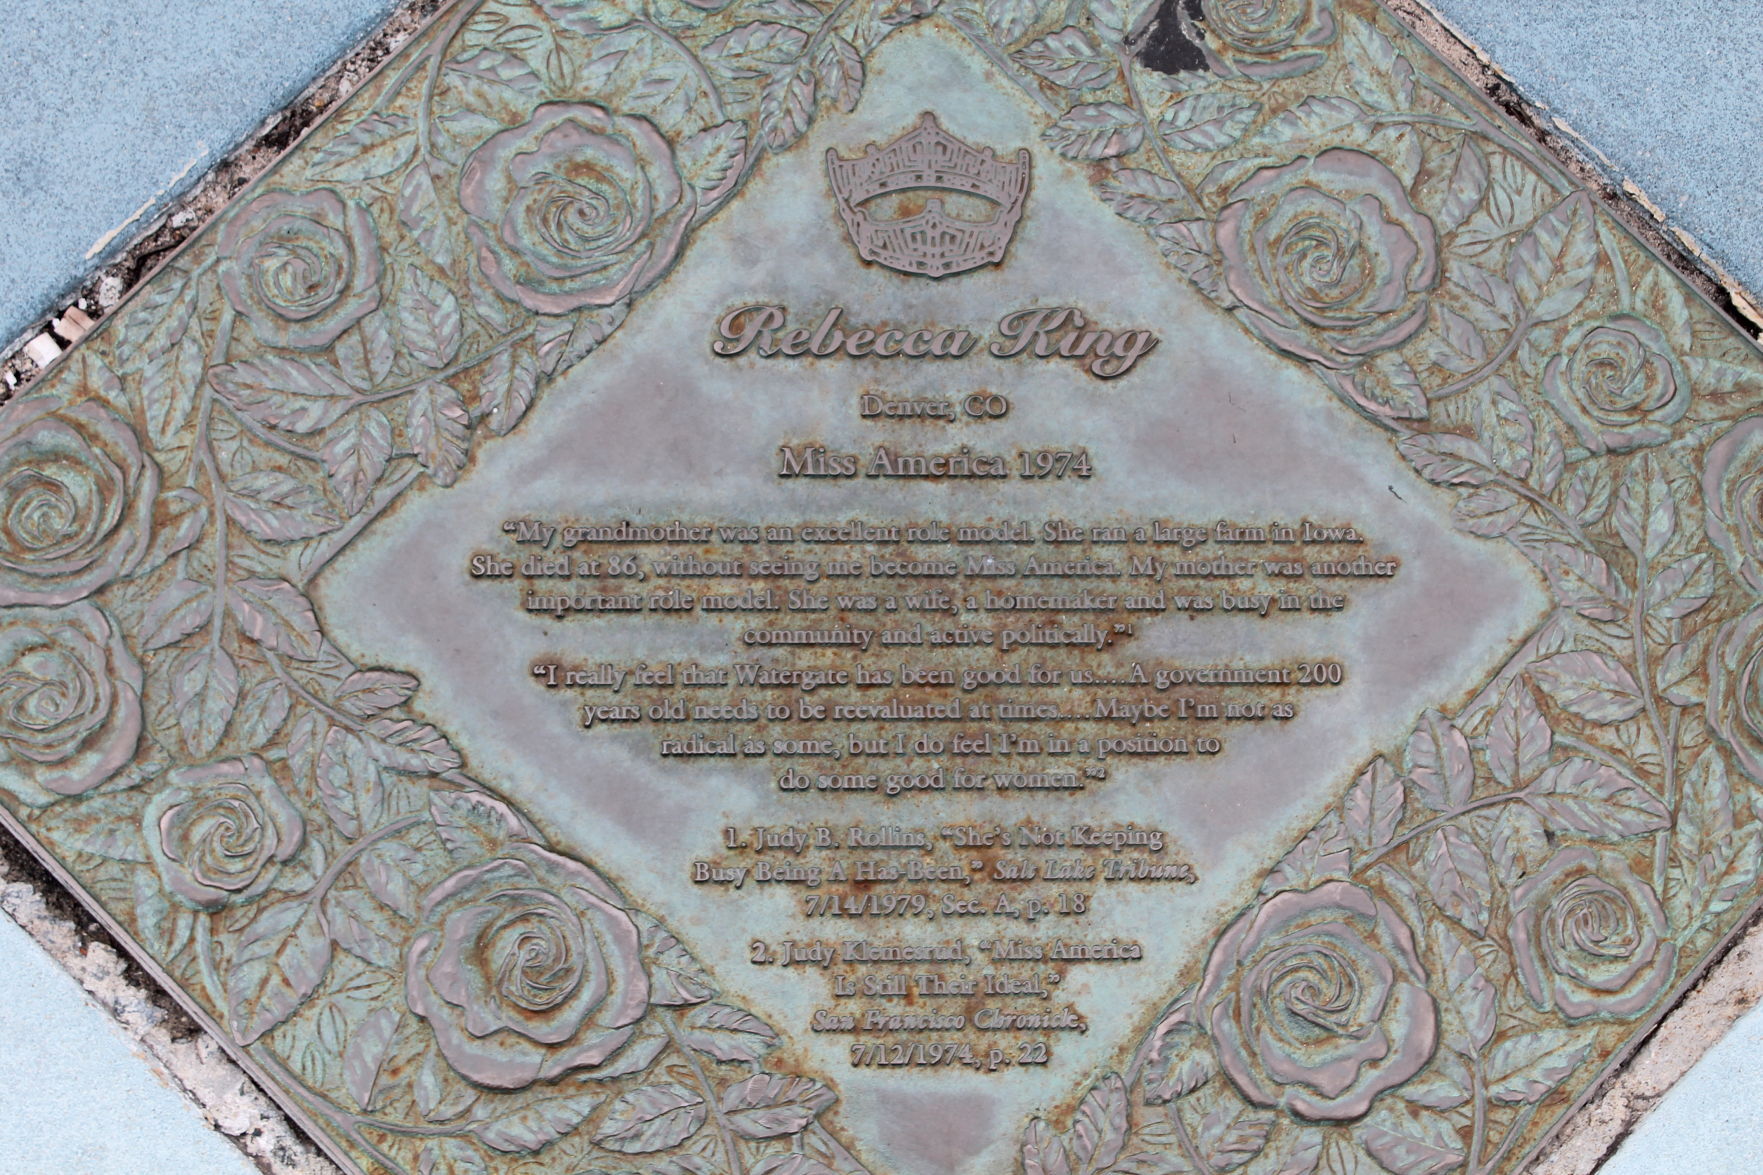 Rebecca King
Denver, CO
Miss America 1974
“My grandmother was an excellent role model. She ran a large farm in Iowa.
She died at 86, without seeing me become Miss America. My mother was another
important role model. She was a wife, a homemaker and was busy in the
community and active politically.”1
“I really feel that Watergate has been good for us....A government 200
years old needs to be reevaluated at times....Maybe I’m not as
radical as some, but I do feel I’m in a position to
do some good for women.”2
1. Judy B. Rollins, “She’s Not Keeping
Busy Being A Has-Been,” Salt Lake Tribune,
7/14/1979, Sec. A, p. 18
2. Judy Klemesrud, “Miss America
Is Still Their Ideal,”
San Francisco Chronicle,
7/12/1974, p. 22